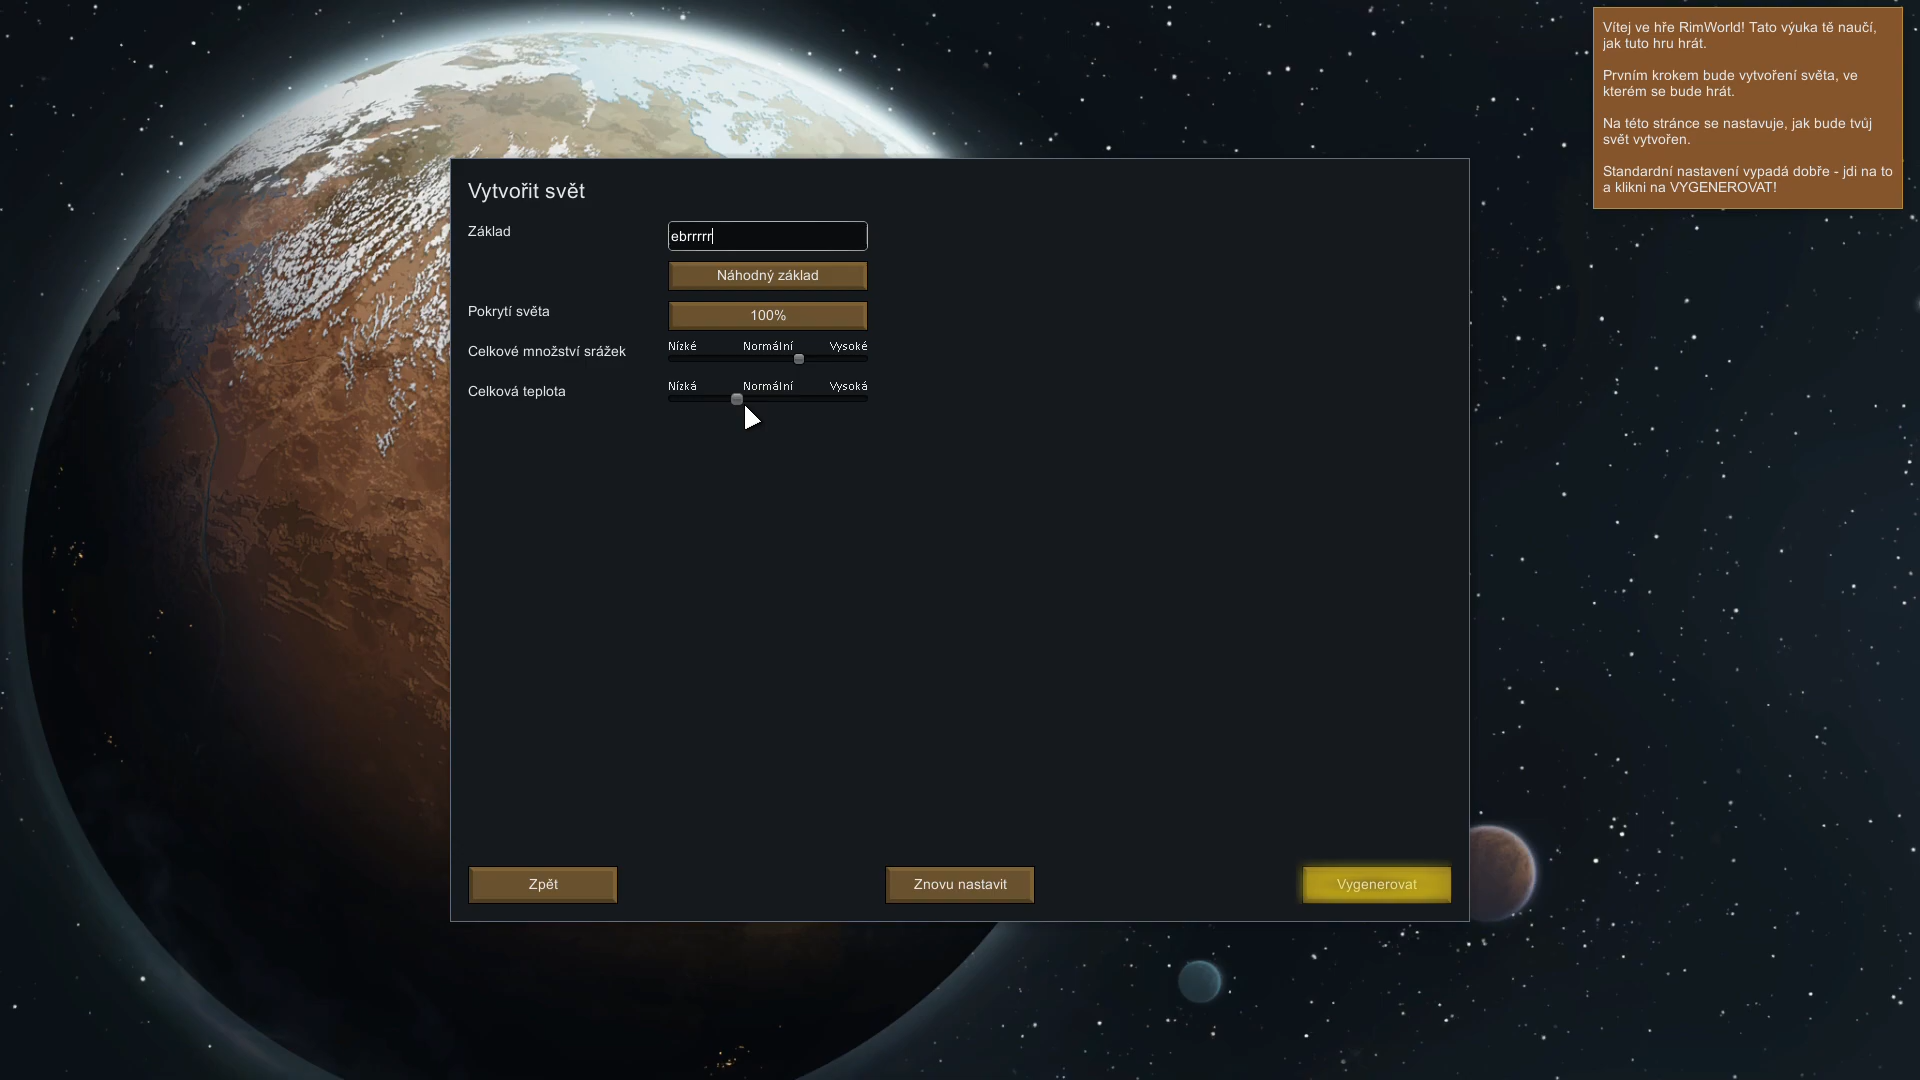 Vítej ve hře RimWorld! Tato výuka tě naučí,
jak tuto hru hrát.
Prvním krokem bude vytvoření světa, ve
kterém se bude hrát.
Na této stránce se nastavuje, jak bude tvůj
svět vytvořen.
Standardní nastavení vypadá dobře - jdi na to
a klikni na VYGENEROVAT!
Vytvořit svět
Základ
ebrrrrr
Náhodný základ
Pokrytí světa
100%
Celkové množství srážek
Nízké Normální Vysoké
Celková teplota
Nízká Normální Vysoká
Zpět
Znovu nastavit
Vygenerovat